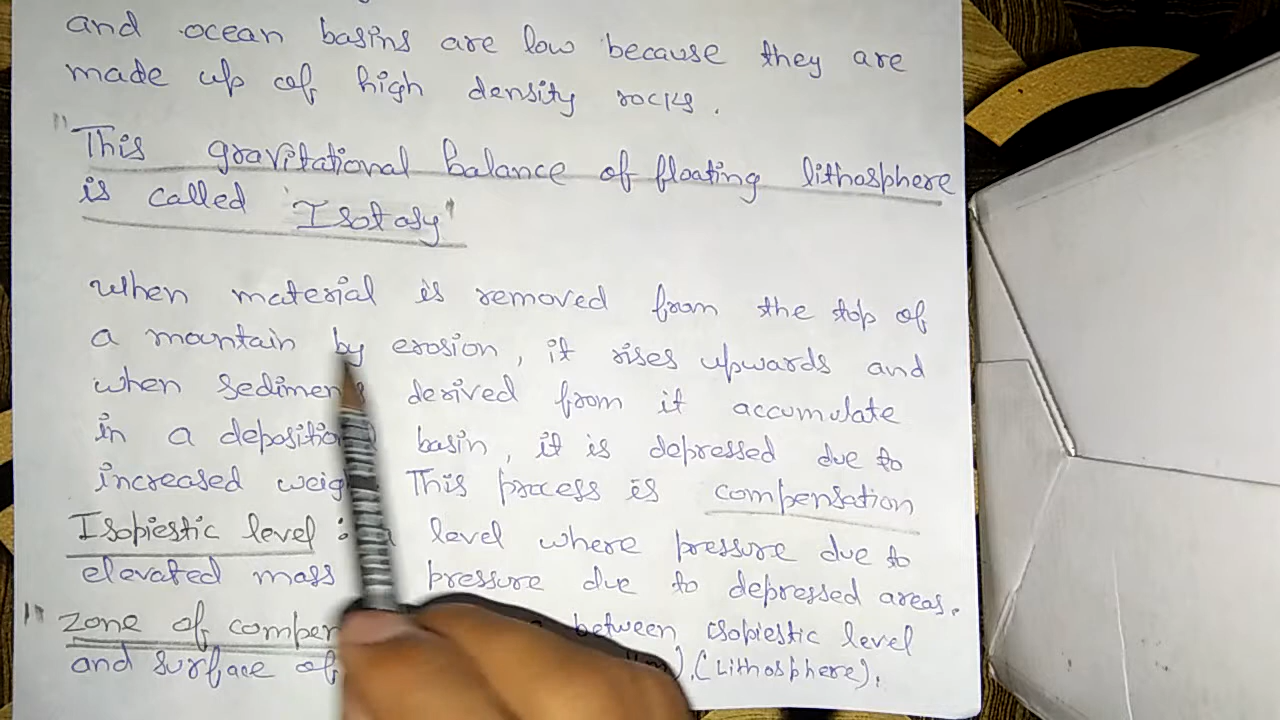 and ocean basins are low because they are
made up of high density rocks.
"This gravitational balance of floating lithosphere
is called 'Isotasy"
when material is removed from the top of
a mountain by erosion, it rises upwards and
when sediment derived from it accumulate
in a depositio basin, it is depressed due to
increased weig This process is compensation
Isopiestic level : a level where pressure due to
elevated mass pressure due to depressed areas.
"zone of compen between isopiestic level
and surface of (Lithosphere).